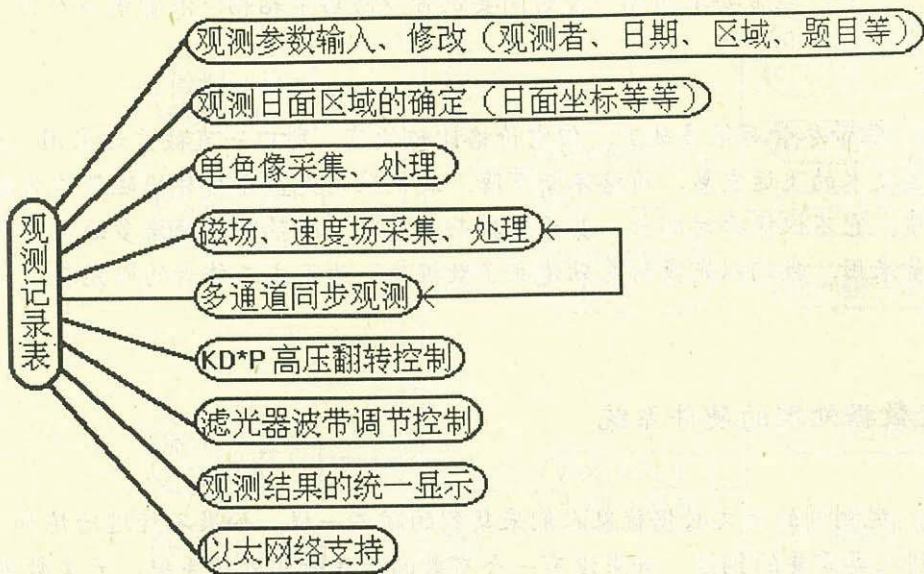 观测参数输入、修改（观测者、日期、区域、题目等）
观测日面区域的确定（日面坐标等等）
单色像采集、处理
观测记录表
磁场、速度场采集、处理
多通道同步观测
KD*P 高压翻转控制
滤光器波带调节控制
观测结果的统一显示
以太网络支持